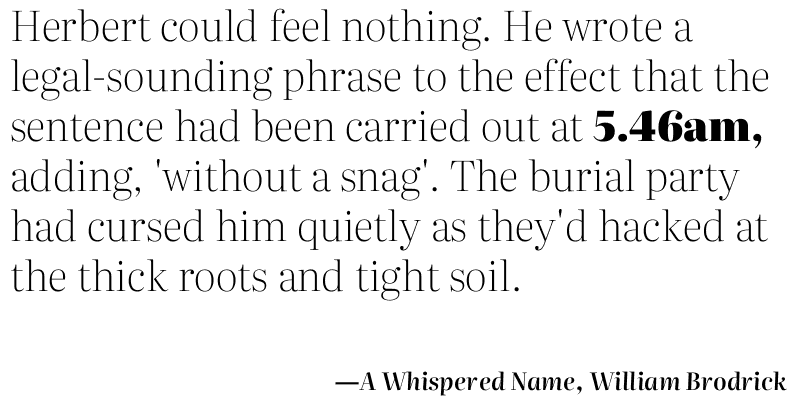 Herbert could feel nothing. He wrote a
legal-sounding phrase to the effect that the
sentence had been carried out at 5.46am,
adding, 'without a snag'. The burial party
had cursed him quietly as they'd hacked at
the thick roots and tight soil.
—A Whispered Name, William Brodrick